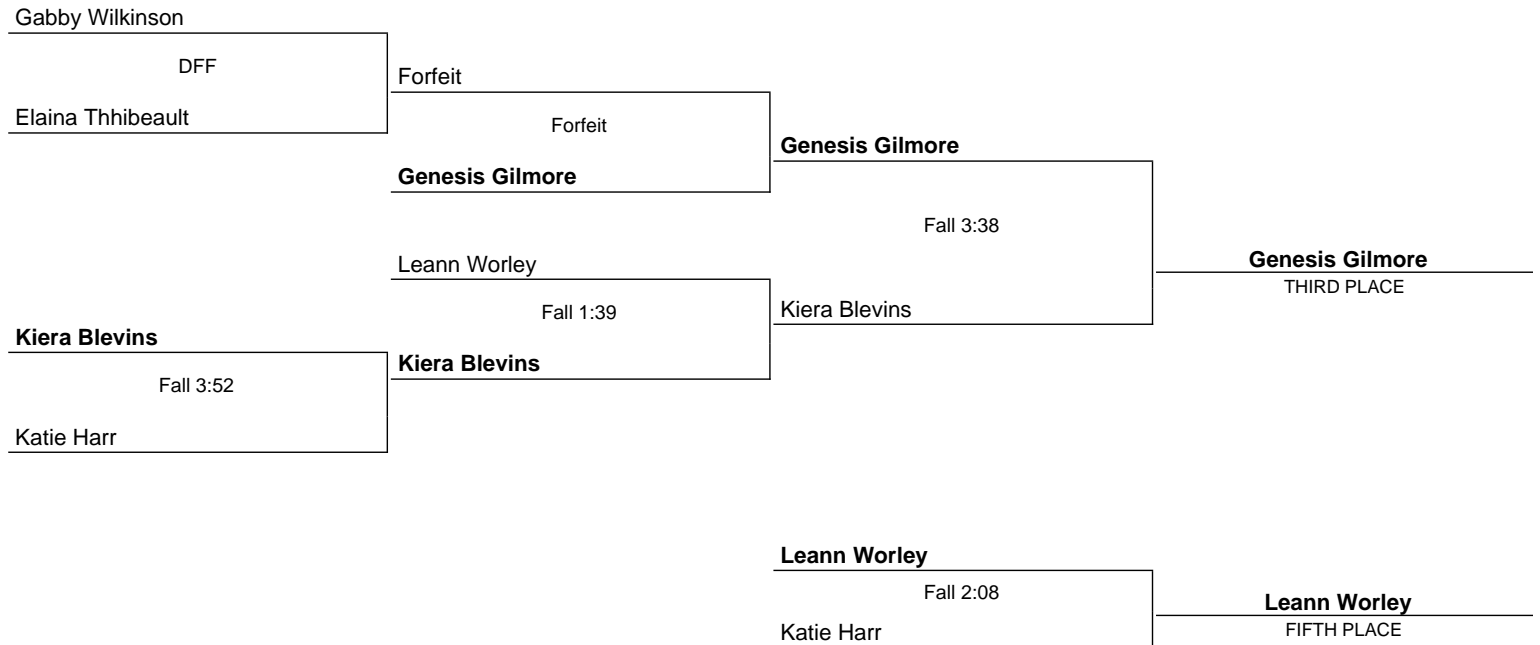 Gabby Wilkinson
DFF
Elaina Thhibeault
Forfeit
Forfeit
Genesis Gilmore
Genesis Gilmore
Fall 3:38
Leann Worley
Fall 1:39
Kiera Blevins
Kiera Blevins
Kiera Blevins
Fall 3:52
Katie Harr
Genesis Gilmore
THIRD PLACE
Leann Worley
Fall 2:08
Katie Harr
Leann Worley
FIFTH PLACE